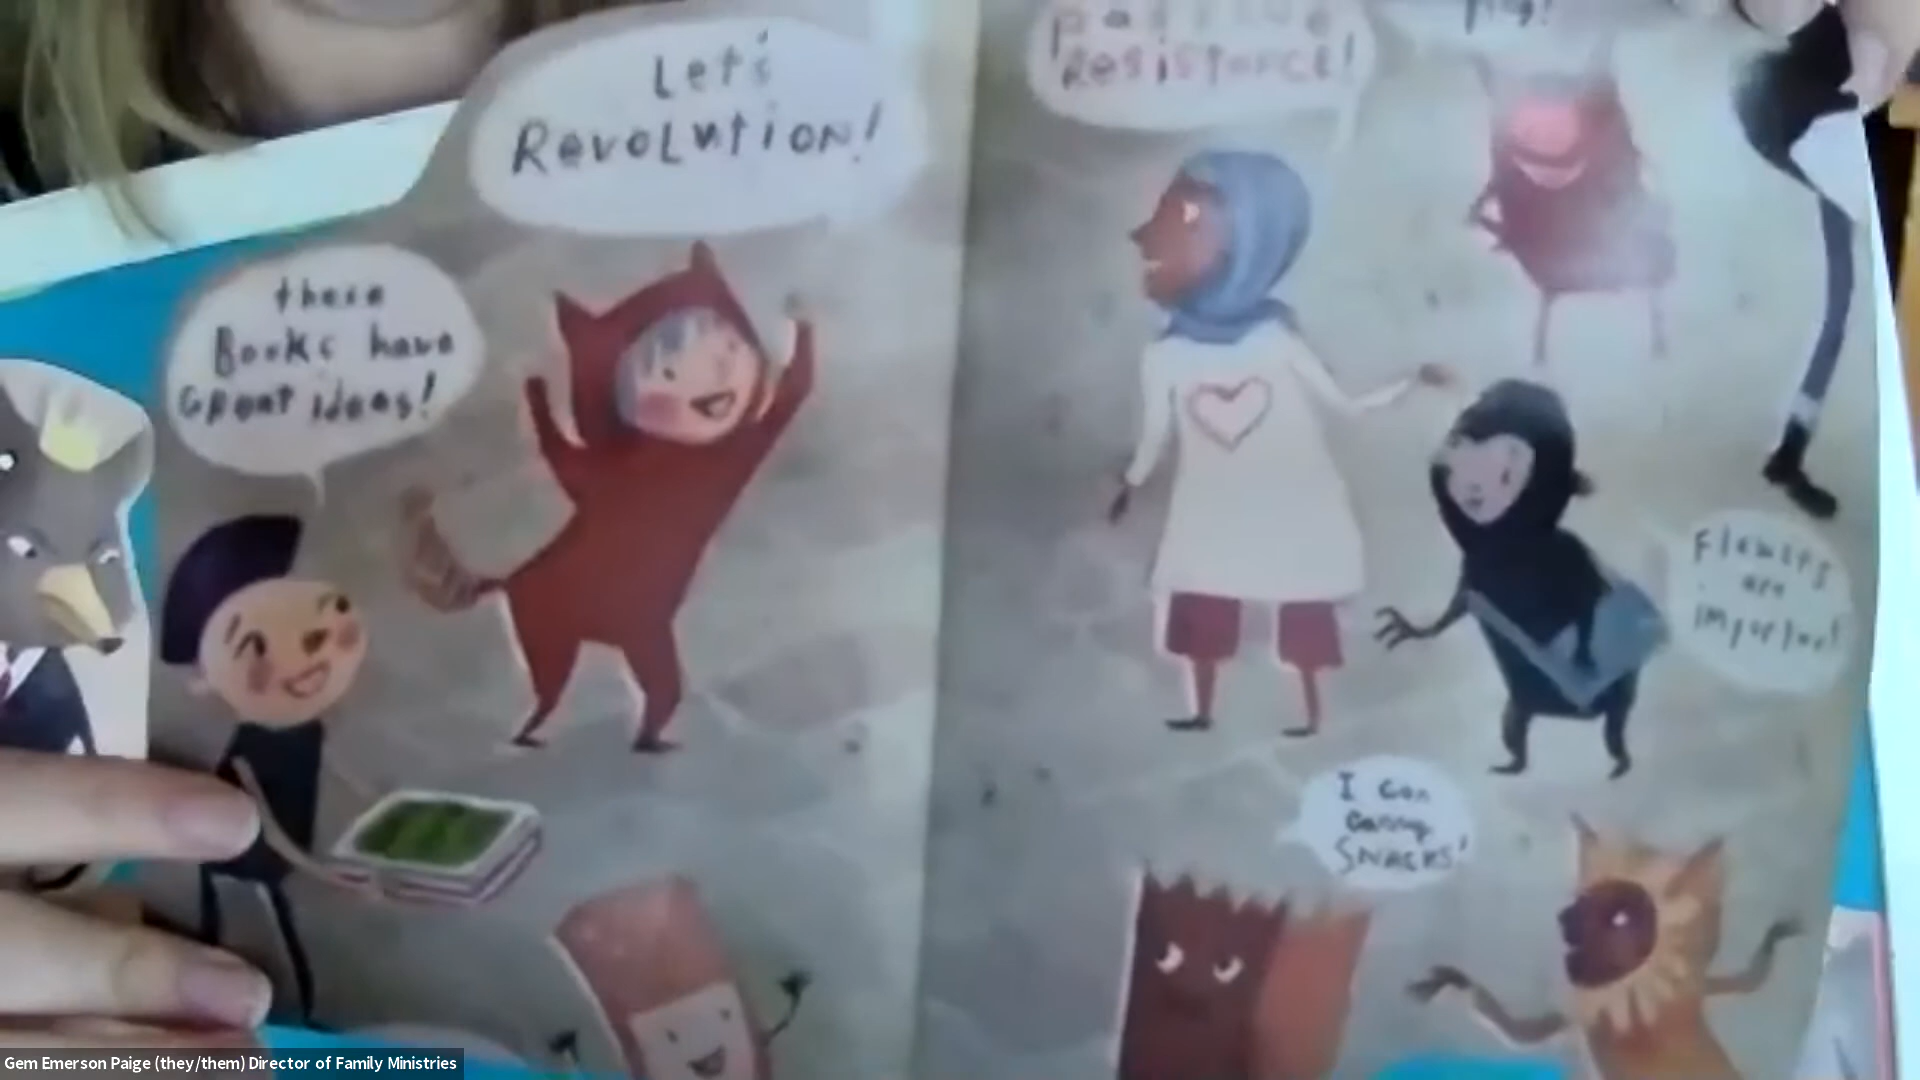 Let's
Revolution!
these
Books have
Great ideas!
Resistance!
Flowers
are
important
I can
carry
SNACKS!
Gem Emerson Paige (they/them) Director of Family Ministries